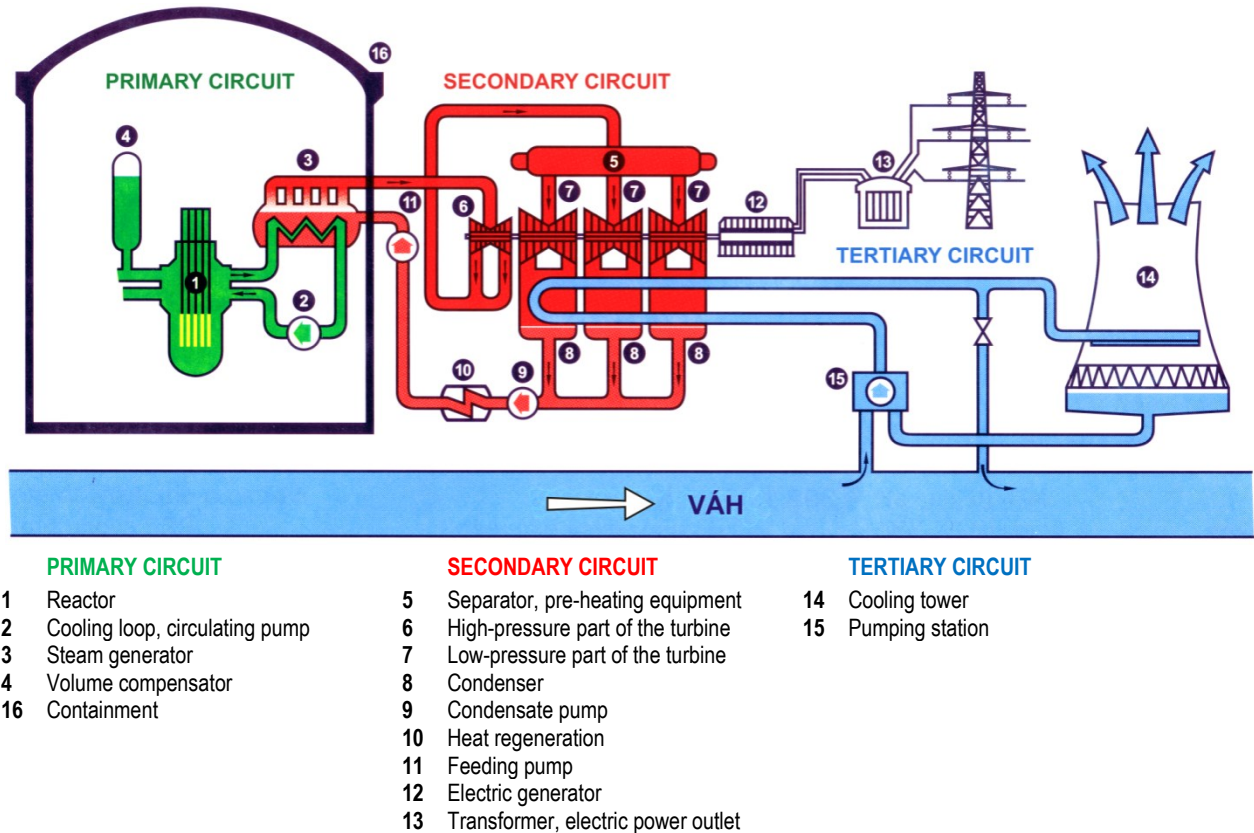 16
PRIMARY CIRCUIT
SECONDARY CIRCUIT
4
3
5
13
7
7
7
11
6
12
TERTIARY CIRCUIT
1
14
2
8
8
8
10
9
15
VÁH
PRIMARY CIRCUIT
1 Reactor
2 Cooling loop, circulating pump
3 Steam generator
4 Volume compensator
16 Containment
SECONDARY CIRCUIT
5 Separator, pre-heating equipment
6 High-pressure part of the turbine
7 Low-pressure part of the turbine
8 Condenser
9 Condensate pump
10 Heat regeneration
11 Feeding pump
12 Electric generator
13 Transformer, electric power outlet
TERTIARY CIRCUIT
14 Cooling tower
15 Pumping station